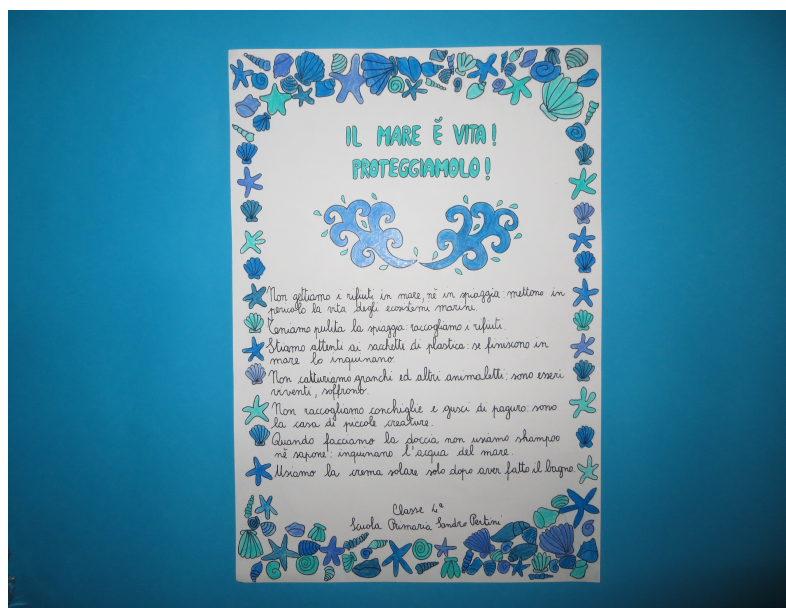 IL MARE È VITA!
PROTEGGIAMOLO!
Non gettiamo i rifiuti in mare, nè in spiaggia: mettono in
pericolo la vita degli ecosistemi marini.
Teniamo pulita la spiaggia: raccogliamo i rifiuti.
Stiamo attenti ai sacchetti di plastica: se finiscono in
mare lo inquinano.
Non catturiamo granchi ed altri animaletti: sono esseri
viventi, soffrono.
Non raccogliamo conchiglie e gusci di paguro: sono
la casa di piccole creature.
Quando facciamo la doccia non usiamo shampoo
nè sapone: inquinano l'acqua del mare.
Usiamo la crema solare solo dopo aver fatto il bagno.
Classe 4ª
Scuola Primaria Sandro Pertini